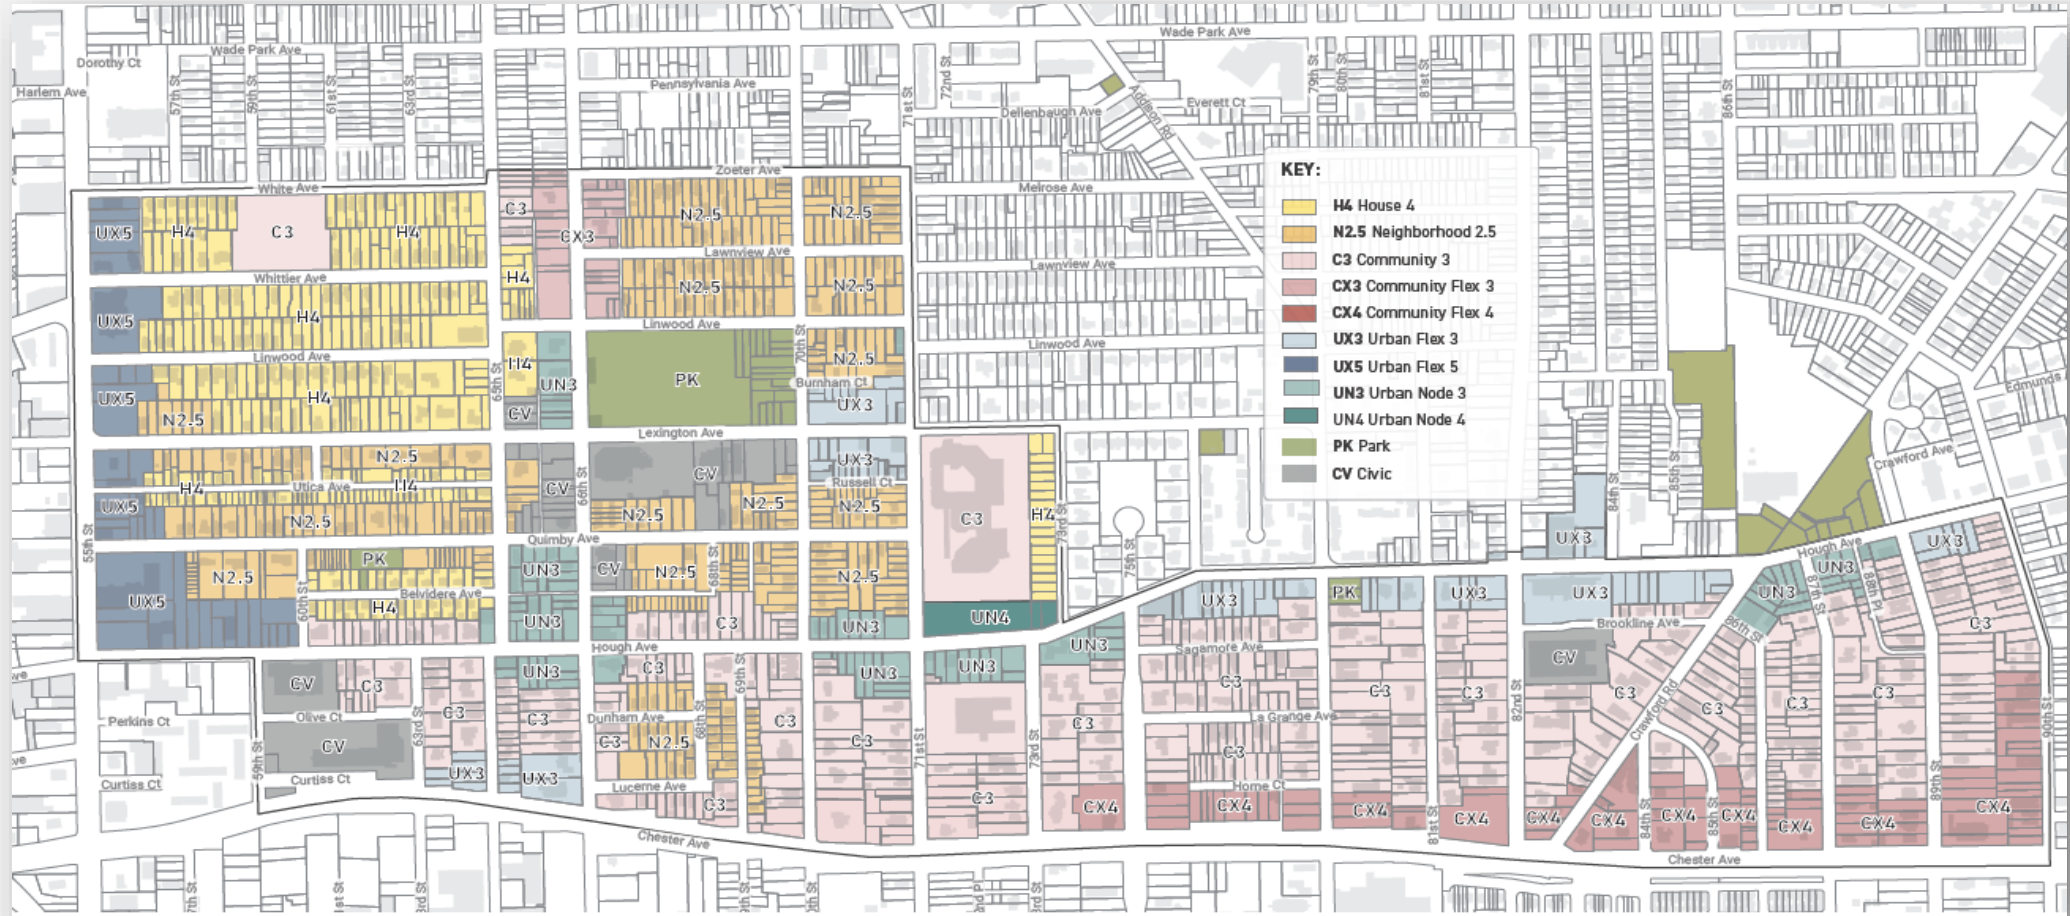 Wade Park Ave
Wade Park Ave
Dorothy Ct
Harlem Ave
57th St
59th St
61st St
63rd St
Pennsylvania Ave
71st St
72nd St
Dellenbaugh Ave
Addison Rd
Everett Ct
79th St
80th St
81st St
86th St
Zoeter Ave
White Ave
Melrose Ave
KEY:
H4 House 4
N2.5 Neighborhood 2.5
C3 Community 3
CX3 Community Flex 3
CX4 Community Flex 4
UX3 Urban Flex 3
UX5 Urban Flex 5
UN3 Urban Node 3
UN4 Urban Node 4
PK Park
CV Civic
UX5
H4
C3
H4
C3
CX3
N2.5
N2.5
Lawnview Ave
Lawnview Ave
Whittier Ave
H4
N2.5
N2.5
UX5
H4
Linwood Ave
Linwood Ave
Linwood Ave
65th St
H4
UN3
PK
70th St
N2.5
Burnham Ct
UX3
UX5
H4
N2.5
CV
Edmunds
Lexington Ave
N2.5
CV
CV
66th St
UX3
Russell Ct
N2.5
N2.5
N2.5
H4
Utica Ave
H4
UX5
N2.5
C3
H4
73rd St
75th St
84th St
85th St
Crawford Ave
55th St
Quimby Ave
UX3
Hough Ave
UX3
PK
N2.5
UX5
60th St
H4
Belvidere Ave
UN3
UN3
CV
N2.5
68th St
C3
N2.5
UN3
UN4
UX3
PK
UX3
UX3
UN3
UN3
87th St
88th Pl
86th St
C3
Brookline Ave
Hough Ave
UN3
Sagamore Ave
CV
C3
63rd St
C3
UN3
C3
69th St
UN3
UN3
C3
C3
C3
CV
C3
Crawford Rd
C3
C3
C3
82nd St
90th St
Olive Ct
CV
59th St
Curtiss Ct
Perkins Ct
Curtiss Ct
C3
UX3
UX3
Dunham Ave
C3
N2.5
68th St
C3
Lucerne Ave
C3
C3
71st St
C3
73rd St
C3
La Grange Ave
C3
Home Ct
CX4
CX4
CX4
81st St
CX4
CX4
CX4
84th St
CX4
85th St
CX4
CX4
CX4
89th St
CX4
Chester Ave
Chester Ave